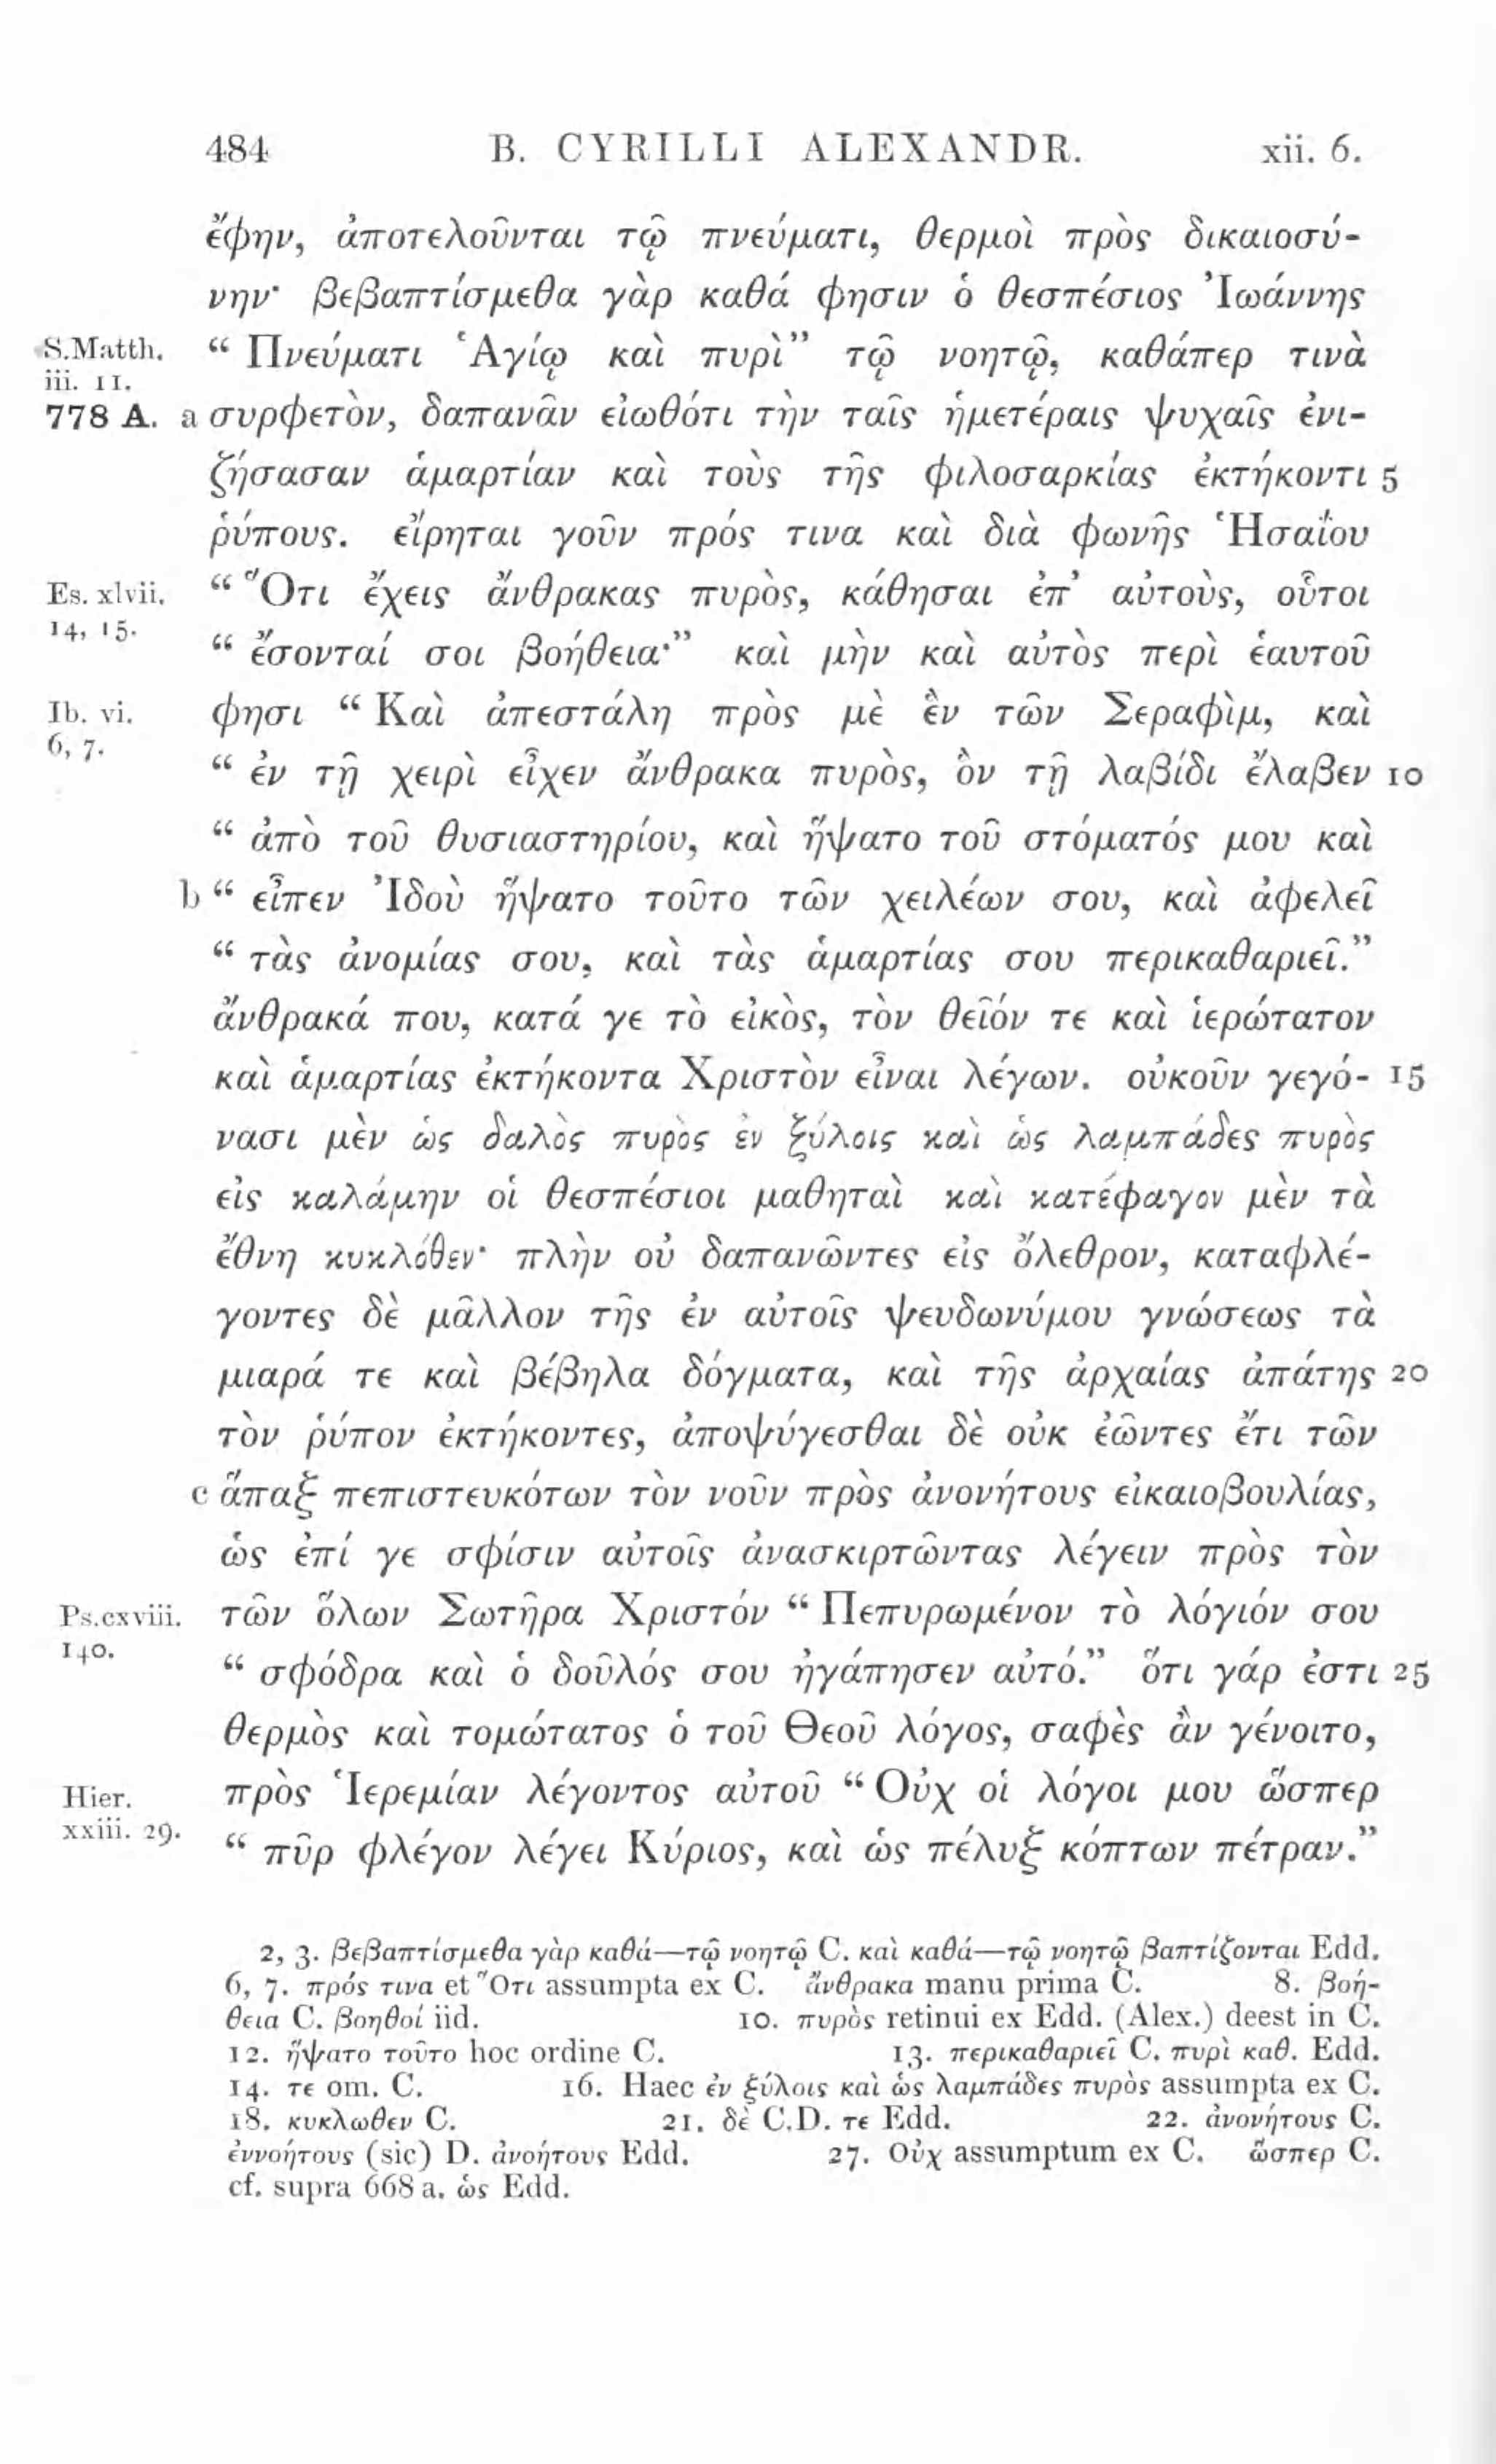 484 B. CYRILLI ALEXANDR. xii. 6.
ἔφην, ἀποτελοῦνται τῷ πνεύματι, θερμοὶ πρὸς δικαιοσύ-
νην· βεβαπτίσμεθα γὰρ καθά φησιν ὁ θεσπέσιος Ἰωάννης
S.Matth. iii. 11. “ Πνεύματι Ἁγίῳ καὶ πυρὶ” τῷ νοητῷ, καθάπερ τινὰ
778 A. a συρφετὸν, δαπανᾶν εἰωθότι τὴν ταῖς ἡμετέραις ψυχαῖς ἐνι-
ζήσασαν ἁμαρτίαν καὶ τοὺς τῆς φιλοσαρκίας ἐκτήκοντι 5
ῥύπους. εἴρηται γοῦν πρός τινα καὶ διὰ φωνῆς Ἡσαΐου
Es. xlvii. 14, 15. “ Ὅτι ἔχεις ἄνθρακας πυρὸς, κάθησαι ἐπ’ αὐτοὺς, οὗτοι
“ ἔσονταί σοι βοήθεια·” καὶ μὴν καὶ αὐτὸς περὶ ἑαυτοῦ
Ib. vi. 6, 7. φησι “ Καὶ ἀπεστάλη πρὸς μὲ ἓν τῶν Σεραφὶμ, καὶ
“ ἐν τῇ χειρὶ εἶχεν ἄνθρακα πυρὸς, ὃν τῇ λαβίδι ἔλαβεν 10
“ ἀπὸ τοῦ θυσιαστηρίου, καὶ ἥψατο τοῦ στόματός μου καὶ
b “ εἶπεν Ἰδοὺ ἥψατο τοῦτο τῶν χειλέων σου, καὶ ἀφελεῖ
“ τὰς ἀνομίας σου, καὶ τὰς ἁμαρτίας σου περικαθαριεῖ.”
ἄνθρακά που, κατά γε τὸ εἰκὸς, τὸν θεῖόν τε καὶ ἱερώτατον
καὶ ἁμαρτίας ἐκτήκοντα Χριστὸν εἶναι λέγων. οὐκοῦν γεγό- 15
νασι μὲν ὡς δαλὸς πυρὸς ἐν ξύλοις καὶ ὡς λαμπάδες πυρὸς
εἰς καλάμην οἱ θεσπέσιοι μαθηταὶ καὶ κατέφαγον μὲν τὰ
ἔθνη κυκλόθεν· πλὴν οὐ δαπανῶντες εἰς ὄλεθρον, καταφλέ-
γοντες δὲ μᾶλλον τῆς ἐν αὐτοῖς ψευδωνύμου γνώσεως τὰ
μιαρά τε καὶ βέβηλα δόγματα, καὶ τῆς ἀρχαίας ἀπάτης 20
τὸν ῥύπον ἐκτήκοντες, ἀποψύγεσθαι δὲ οὐκ ἐῶντες ἔτι τῶν
c ἅπαξ πεπιστευκότων τὸν νοῦν πρὸς ἀνονήτους εἰκαιοβουλίας,
ὡς ἐπί γε σφίσιν αὐτοῖς ἀνασκιρτῶντας λέγειν πρὸς τὸν
Ps.cxviii. 140. τῶν ὅλων Σωτῆρα Χριστόν “ Πεπυρωμένον τὸ λόγιόν σου
“ σφόδρα καὶ ὁ δοῦλός σου ἠγάπησεν αὐτό.” ὅτι γάρ ἐστι 25
θερμὸς καὶ τομώτατος ὁ τοῦ Θεοῦ λόγος, σαφὲς ἂν γένοιτο,
Hier. xxiii. 29. πρὸς Ἱερεμίαν λέγοντος αὐτοῦ “ Οὐχ οἱ λόγοι μου ὥσπερ
“ πῦρ φλέγον λέγει Κύριος, καὶ ὡς πέλυξ κόπτων πέτραν.”
2, 3. βεβαπτίσμεθα γὰρ καθά—τῷ νοητῷ C. καὶ καθά—τῷ νοητῷ βαπτίζονται Edd.
6, 7. πρός τινα et Ὅτι assumpta ex C. ἄνθρακα manu prima C. 8. βοή-
θεια C. βοηθοί iid. 10. πυρὸς retinui ex Edd. (Alex.) deest in C.
12. ἥψατο τοῦτο hoc ordine C. 13. περικαθαριεῖ C. πυρὶ καθ. Edd.
14. τε om. C. 16. Haec ἐν ξύλοις καὶ ὡς λαμπάδες πυρὸς assumpta ex C.
18. κυκλωθεν C. 21. δὲ C.D. τε Edd. 22. ἀνονήτους C.
ἐννοήτους (sic) D. ἀνοήτους Edd. 27. Οὐχ assumptum ex C. ὥσπερ C.
cf. supra 668 a. ὡς Edd.